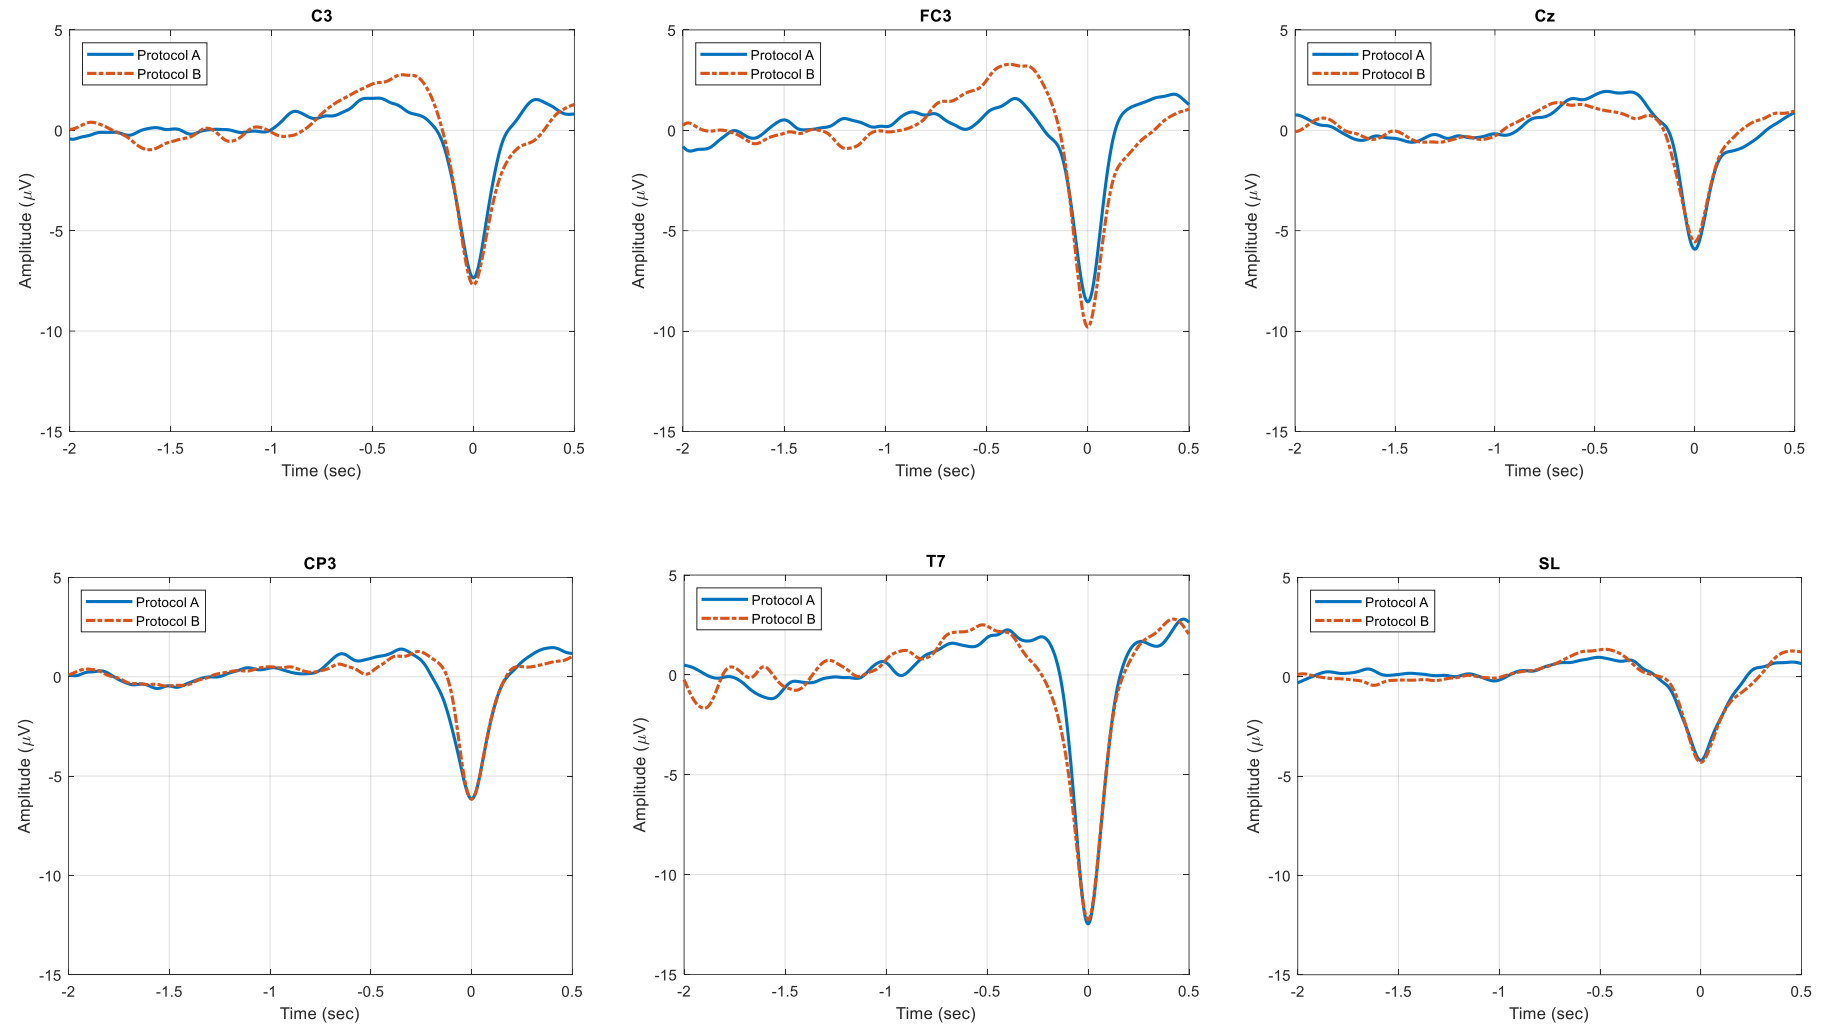 C3
Protocol A
Protocol B
5
0
-5
-10
-15
-2
-1.5
-1
-0.5
0
0.5
Amplitude (μV)
Time (sec)
FC3
Protocol A
Protocol B
5
0
-5
-10
-15
-2
-1.5
-1
-0.5
0
0.5
Amplitude (μV)
Time (sec)
Cz
Protocol A
Protocol B
5
0
-5
-10
-15
-2
-1.5
-1
-0.5
0
0.5
Amplitude (μV)
Time (sec)
CP3
Protocol A
Protocol B
5
0
-5
-10
-15
-2
-1.5
-1
-0.5
0
0.5
Amplitude (μV)
Time (sec)
T7
Protocol A
Protocol B
5
0
-5
-10
-15
-2
-1.5
-1
-0.5
0
0.5
Amplitude (μV)
Time (sec)
SL
Protocol A
Protocol B
5
0
-5
-10
-15
-2
-1.5
-1
-0.5
0
0.5
Amplitude (μV)
Time (sec)